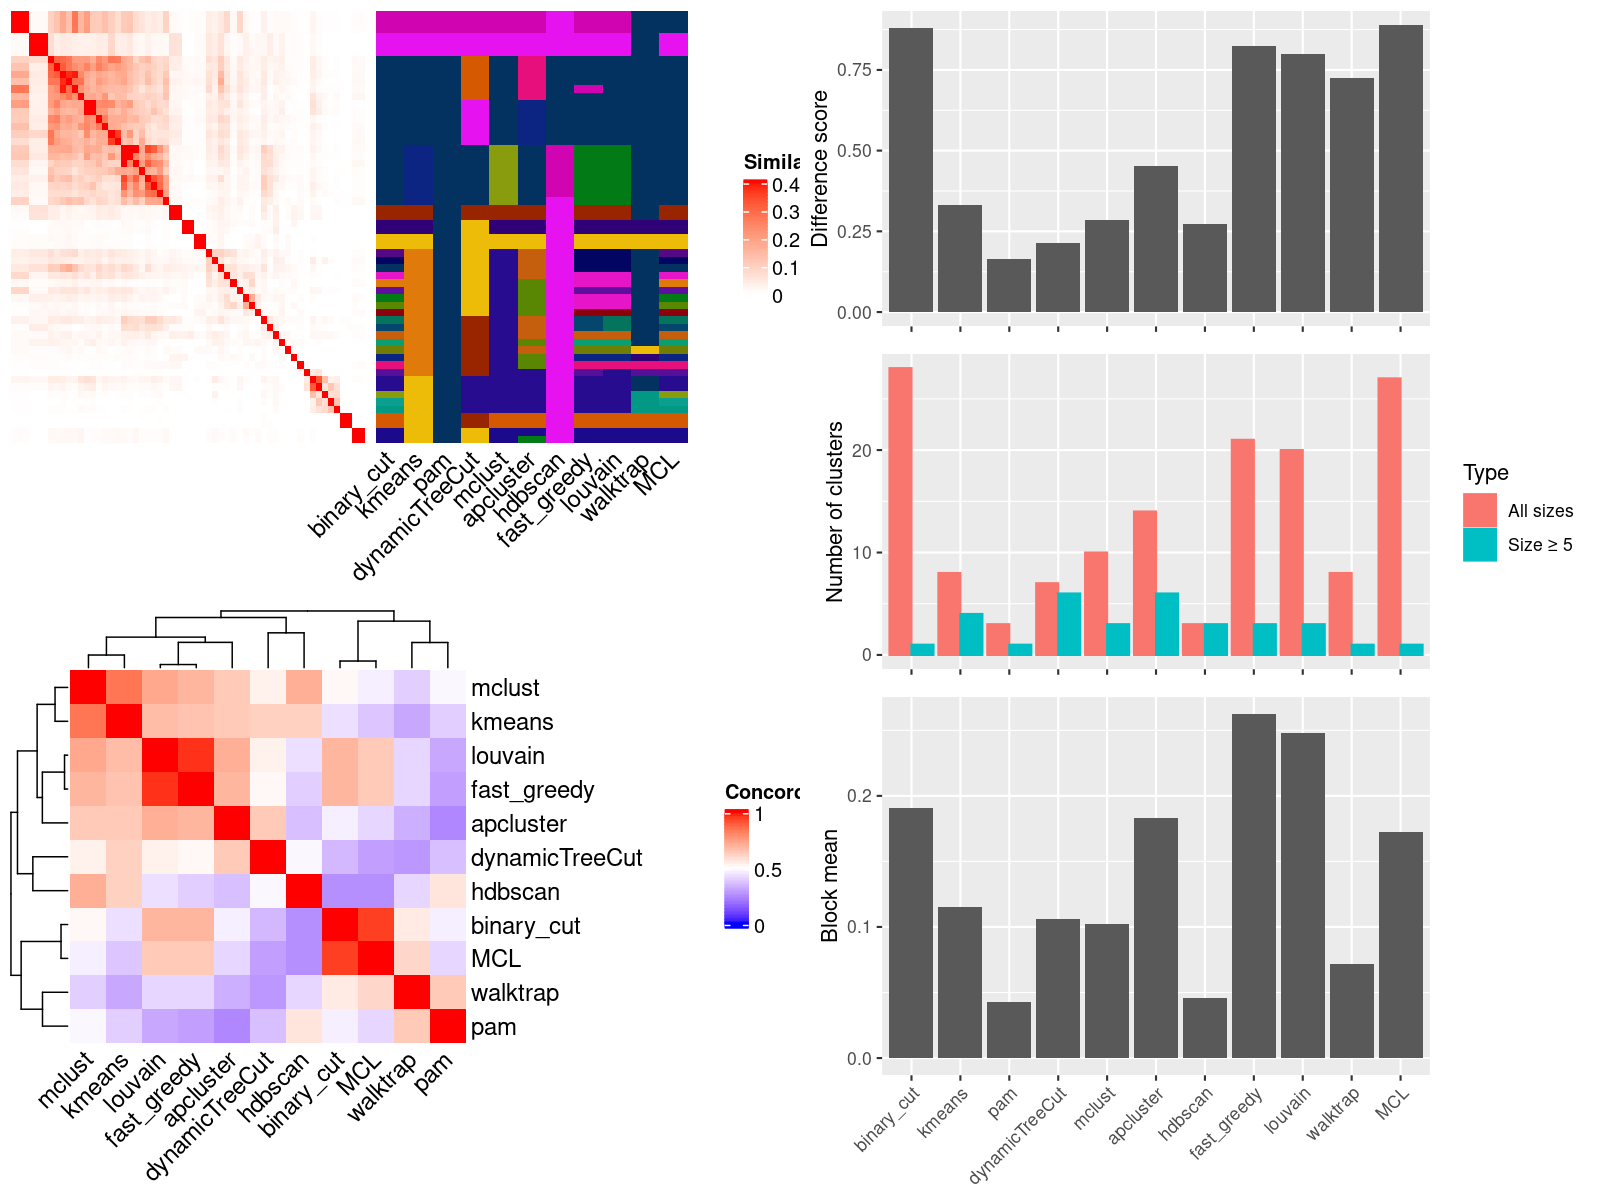 Simila
0.4
0.3
0.2
0.1
0
binary_cut
kmeans
pam
dynamicTreeCut
mclust
apcluster
hdbscan
fast_greedy
louvain
walktrap
MCL
mclust
kmeans
louvain
fast_greedy
apcluster
dynamicTreeCut
hdbscan
binary_cut
MCL
walktrap
pam
mclust
kmeans
louvain
fast_greedy
apcluster
dynamicTreeCut
hdbscan
binary_cut
MCL
walktrap
pam
Concord
1
0.5
0
Difference score
0.75
0.50
0.25
0.00
Number of clusters
20
10
0
Type
All sizes
Size ≥ 5
Block mean
0.2
0.1
0.0
binary_cut
kmeans
pam
dynamicTreeCut
mclust
apcluster
hdbscan
fast_greedy
louvain
walktrap
MCL